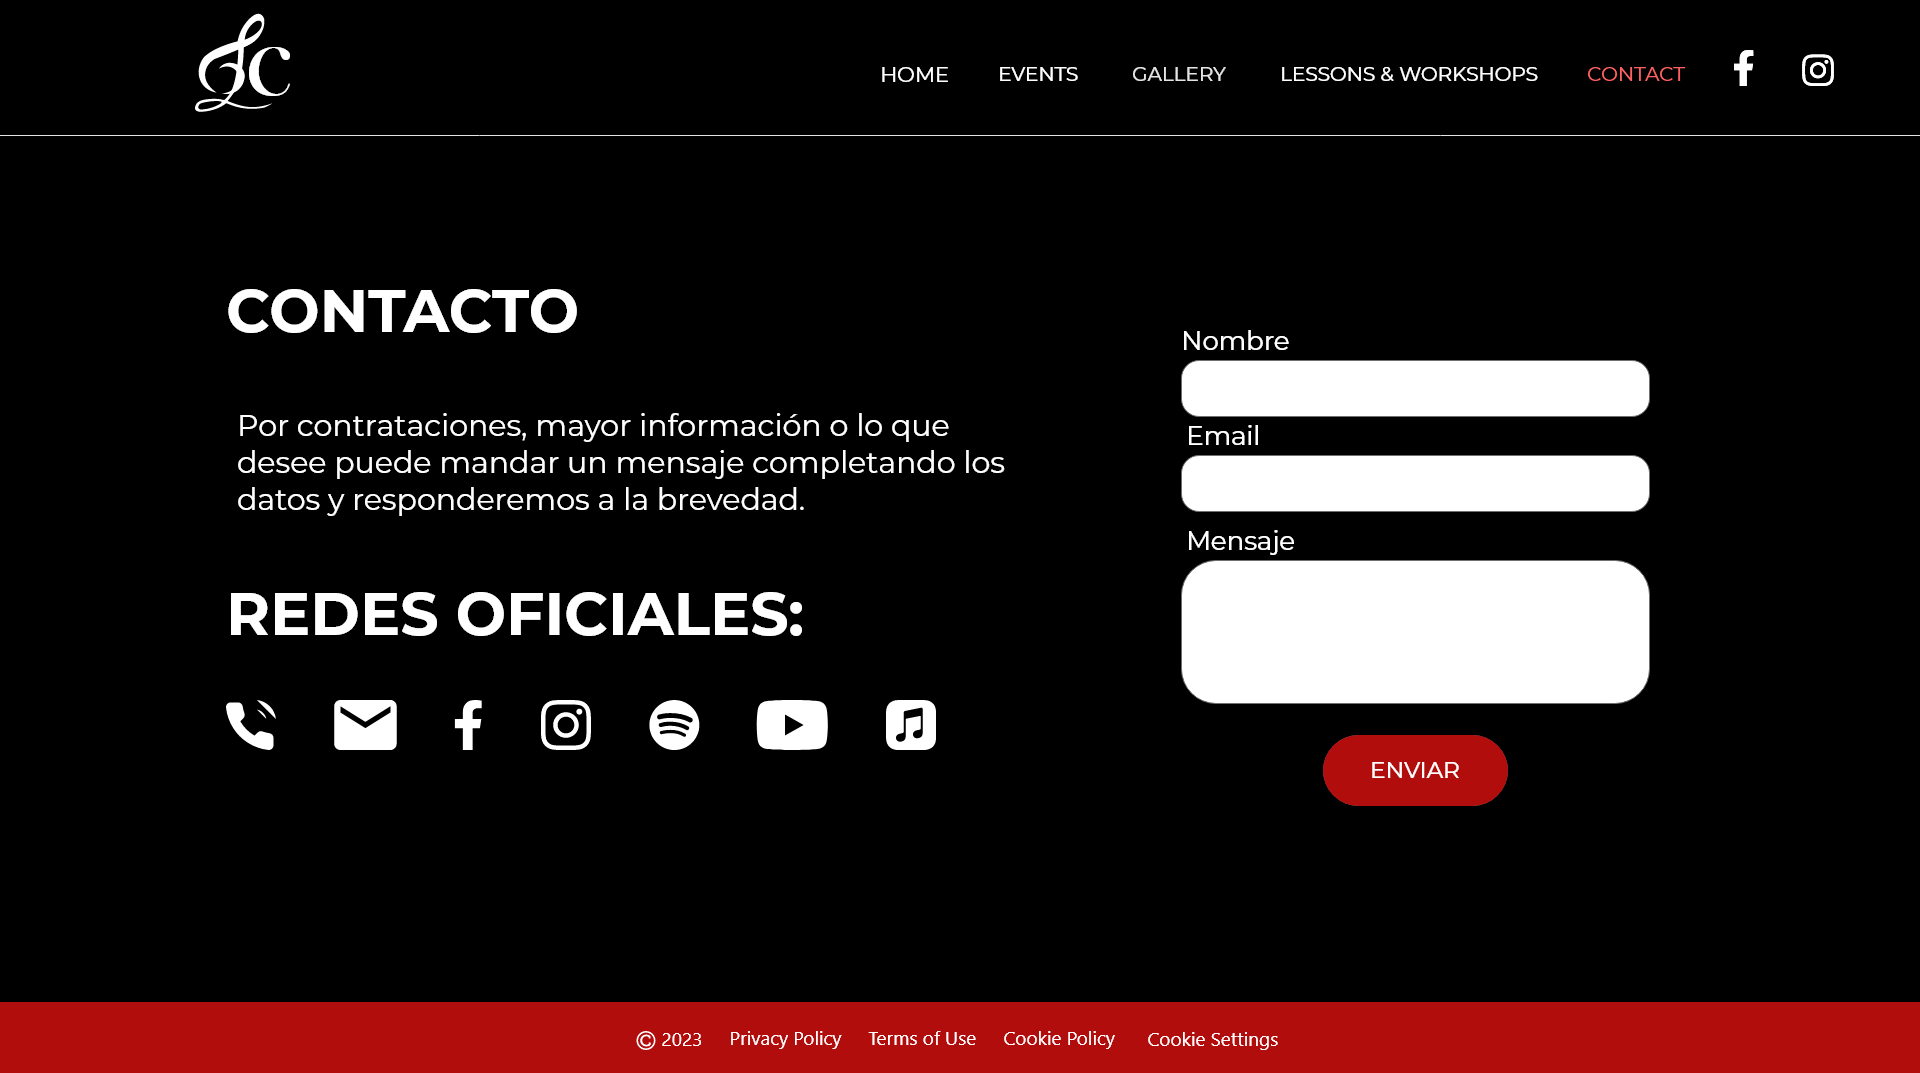 HOME EVENTS GALLERY LESSONS & WORKSHOPS CONTACT
CONTACTO
Por contrataciones, mayor información o lo que
desee puede mandar un mensaje completando los
datos y responderemos a la brevedad.
REDES OFICIALES:
Nombre
Email
Mensaje
ENVIAR
© 2023 Privacy Policy Terms of Use Cookie Policy Cookie Settings